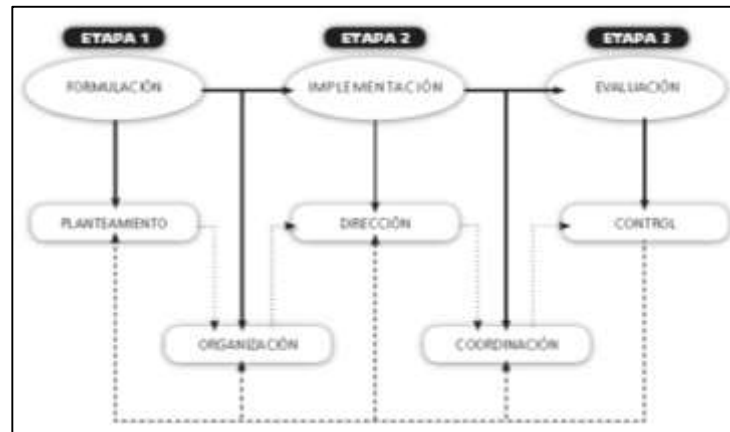 ETAPA 1
ETAPA 2
ETAPA 3
FORMULACIÓN
IMPLEMENTACIÓN
EVALUACIÓN
PLANTEAMIENTO
DIRECCIÓN
CONTROL
ORGANIZACIÓN
COORDINACIÓN